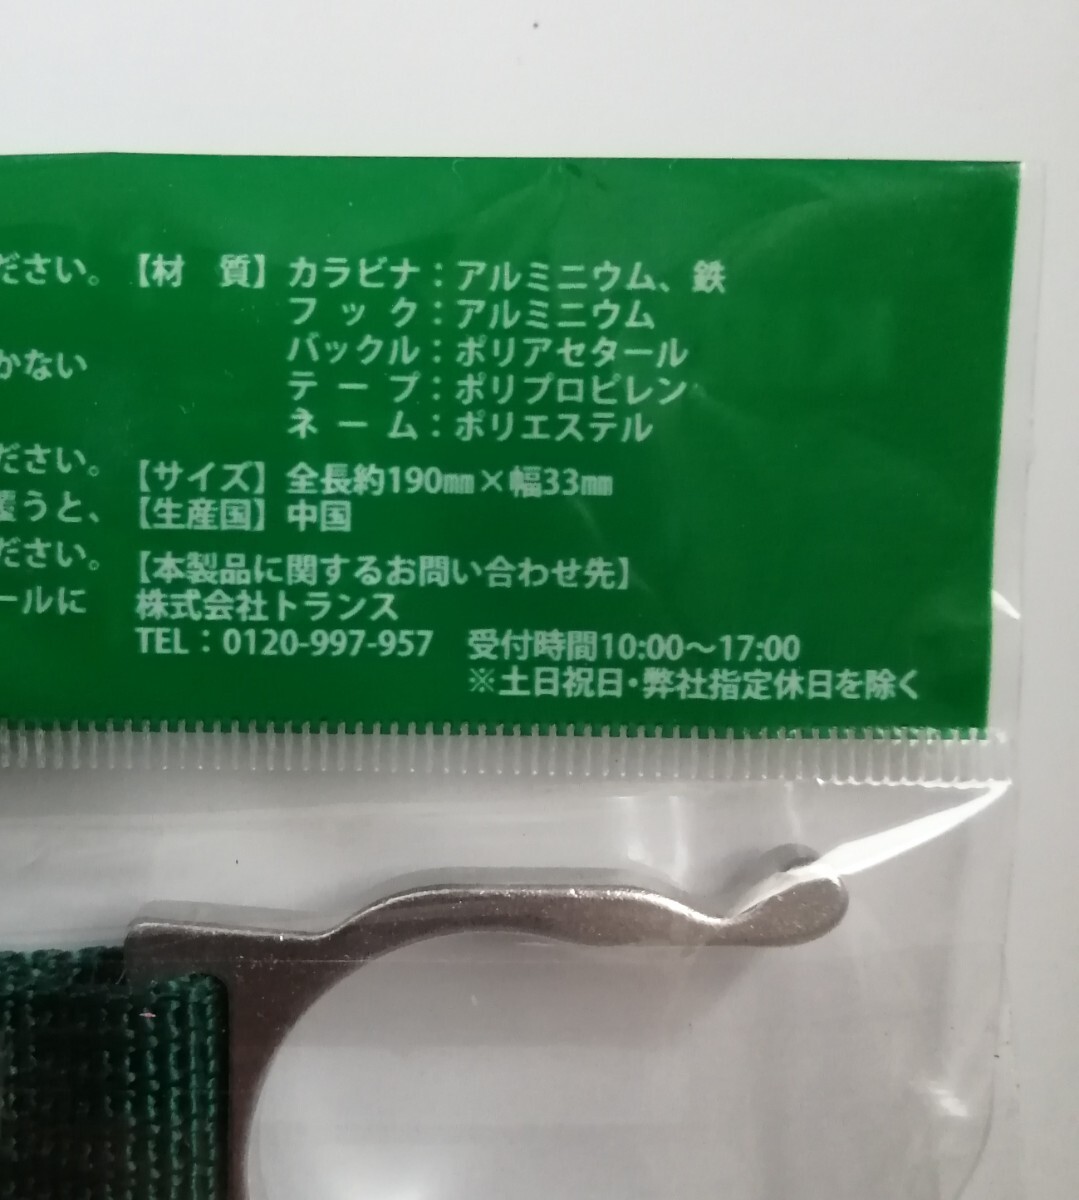 ださい。
かない
ださい。
覆うと、
ださい。
ールに
【材　質】カラビナ：アルミニウム、鉄
フック：アルミニウム
バックル：ポリアセタール
テープ：ポリプロピレン
ネーム：ポリエステル
【サイズ】全長約190㎜×幅33㎜
【生産国】中国
【本製品に関するお問い合わせ先】
株式会社トランス
TEL：0120-997-957　受付時間10:00〜17:00
※土日祝日・弊社指定休日を除く